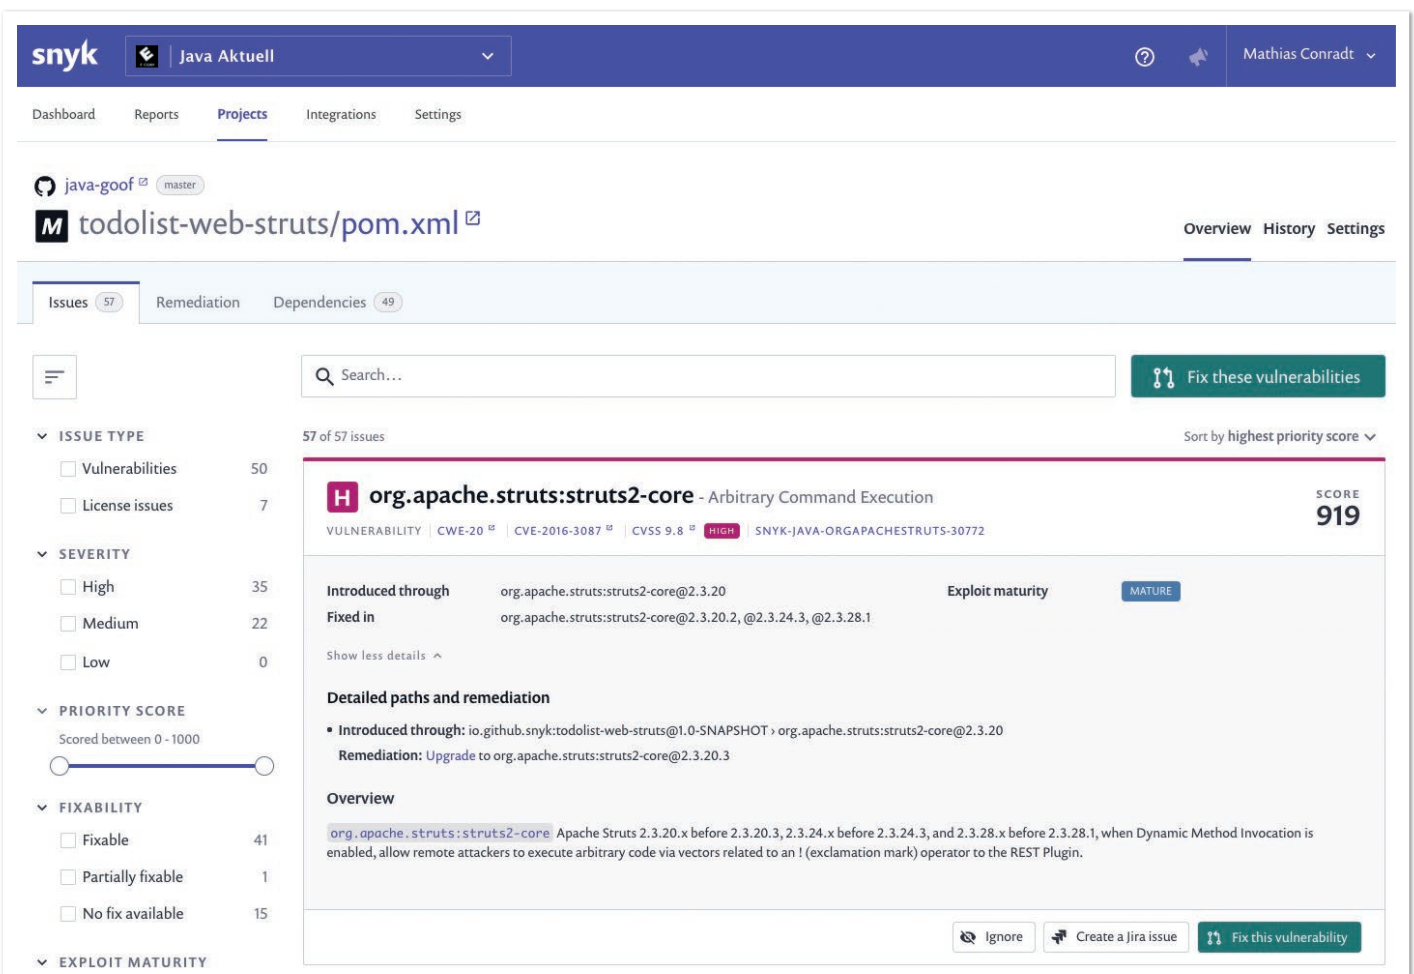 snyk
Java Aktuell
Mathias Conradt
Dashboard Reports Projects Integrations Settings
java-goof master
M todolist-web-struts/pom.xml
Overview History Settings
Issues 57 Remediation Dependencies 49
Search...
Fix these vulnerabilities
ISSUE TYPE
Vulnerabilities 50
License issues 7
SEVERITY
High 35
Medium 22
Low 0
PRIORITY SCORE
Scored between 0 - 1000
FIXABILITY
Fixable 41
Partially fixable 1
No fix available 15
EXPLOIT MATURITY
57 of 57 issues
Sort by highest priority score
H org.apache.struts:struts2-core - Arbitrary Command Execution
SCORE
919
VULNERABILITY CWE-20 CVE-2016-3087 CVSS 9.8 HIGH SNYK-JAVA-ORGAPACHESTRUTS-30772
Introduced through org.apache.struts:struts2-core@2.3.20
Exploit maturity MATURE
Fixed in org.apache.struts:struts2-core@2.3.20.2, @2.3.24.3, @2.3.28.1
Show less details
Detailed paths and remediation
• Introduced through: io.github.snyk:todolist-web-struts@1.0-SNAPSHOT › org.apache.struts:struts2-core@2.3.20
Remediation: Upgrade to org.apache.struts:struts2-core@2.3.20.3
Overview
org.apache.struts:struts2-core Apache Struts 2.3.20.x before 2.3.20.3, 2.3.24.x before 2.3.24.3, and 2.3.28.x before 2.3.28.1, when Dynamic Method Invocation is
enabled, allow remote attackers to execute arbitrary code via vectors related to an ! (exclamation mark) operator to the REST Plugin.
Ignore
Create a Jira issue
Fix this vulnerability